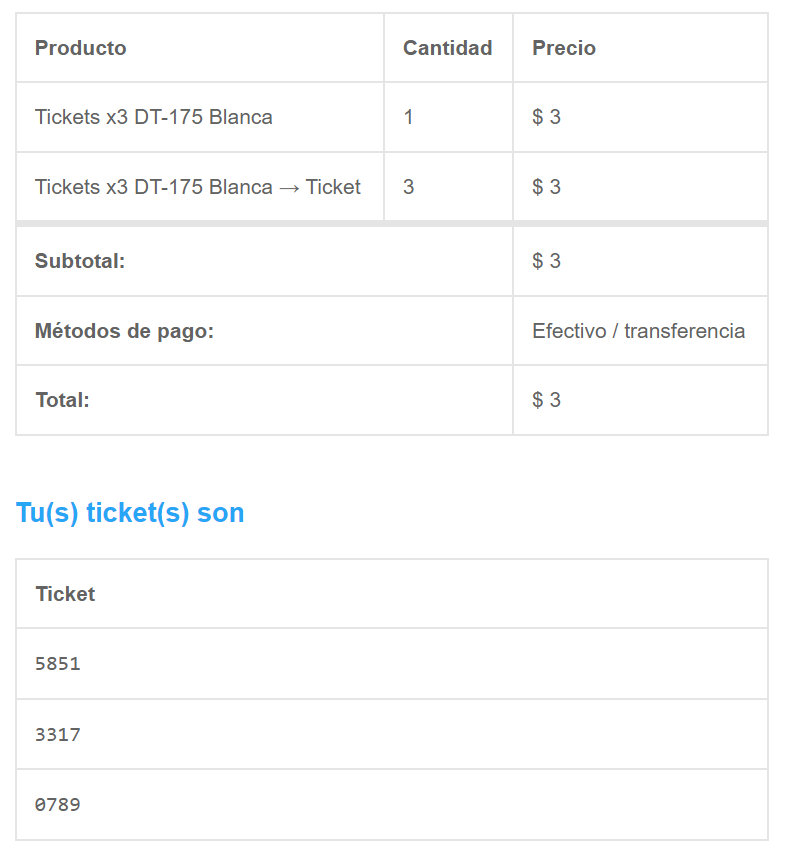 Producto Cantidad Precio
Tickets x3 DT-175 Blanca 1 $ 3
Tickets x3 DT-175 Blanca → Ticket 3 $ 3
Subtotal: $ 3
Métodos de pago: Efectivo / transferencia
Total: $ 3
Tu(s) ticket(s) son
Ticket
5851
3317
0789